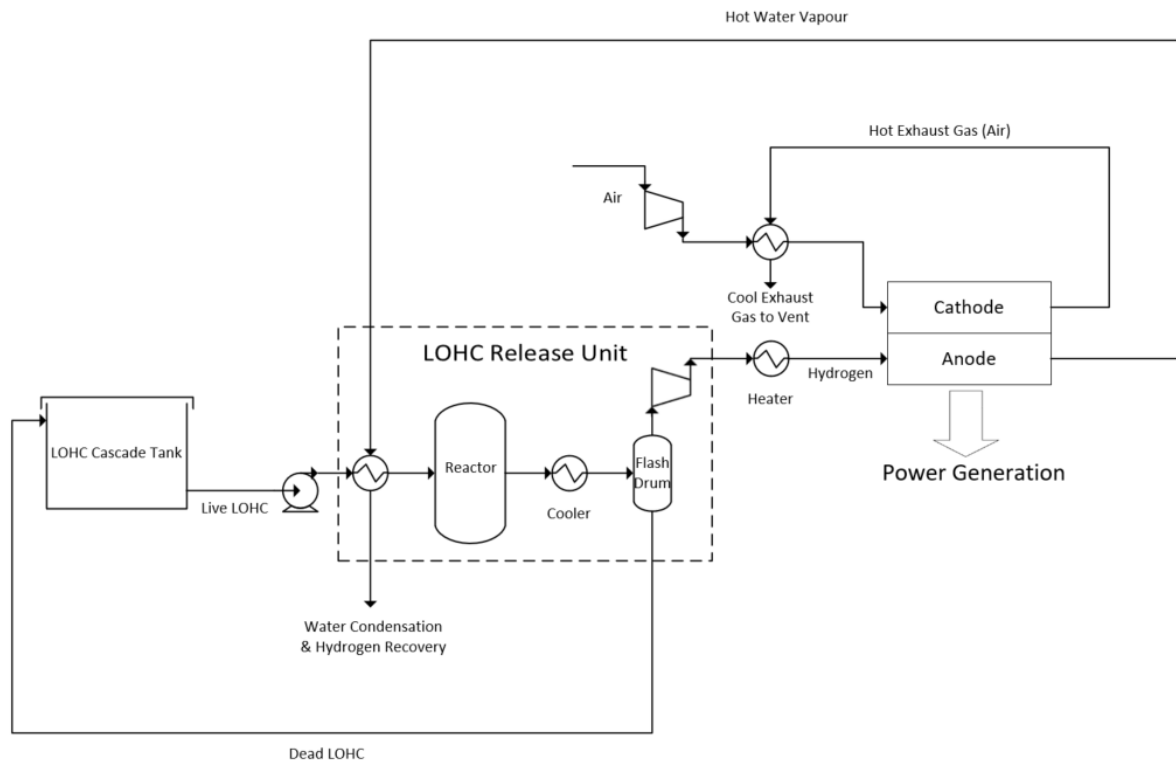 Hot Water Vapour
Hot Exhaust Gas (Air)
Air
Cool Exhaust
Gas to Vent
Cathode
Anode
LOHC Release Unit
Hydrogen
Heater
LOHC Cascade Tank
Reactor
Flash
Drum
Power Generation
Live LOHC
Cooler
Water Condensation
& Hydrogen Recovery
Dead LOHC